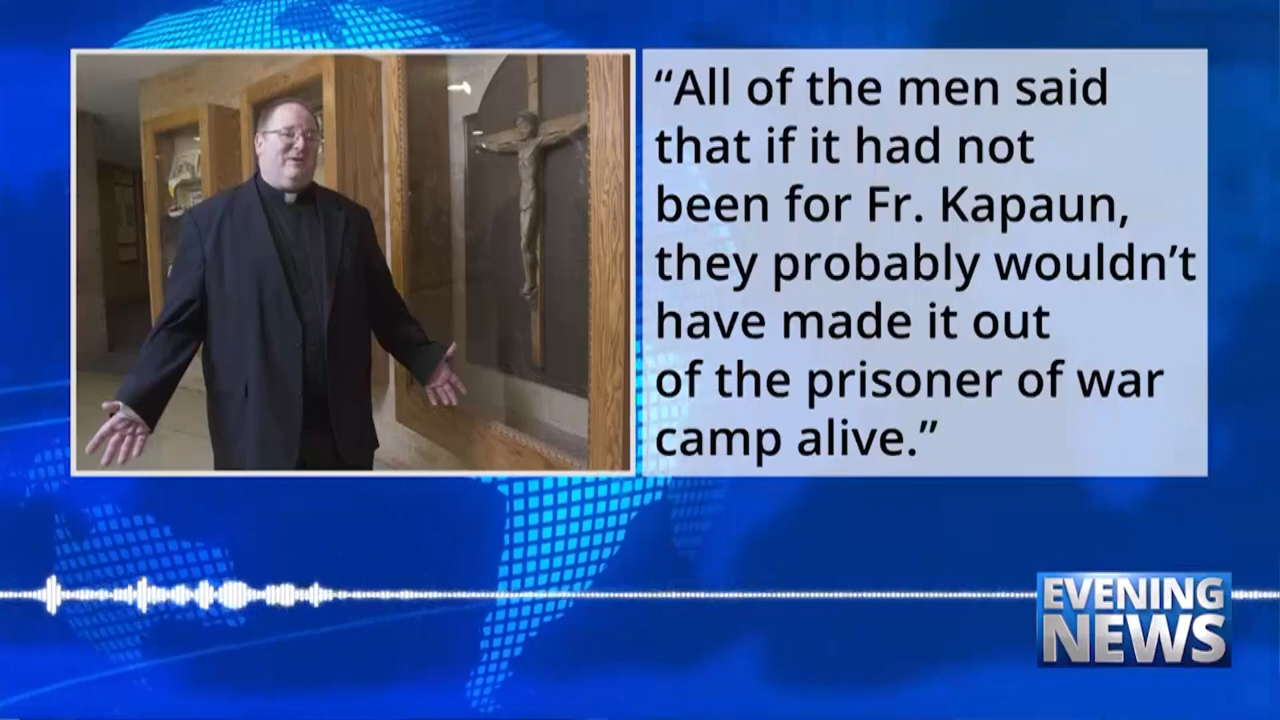 “All of the men said
that if it had not
been for Fr. Kapaun,
they probably wouldn’t
have made it out
of the prisoner of war
camp alive.”
EVENING
NEWS